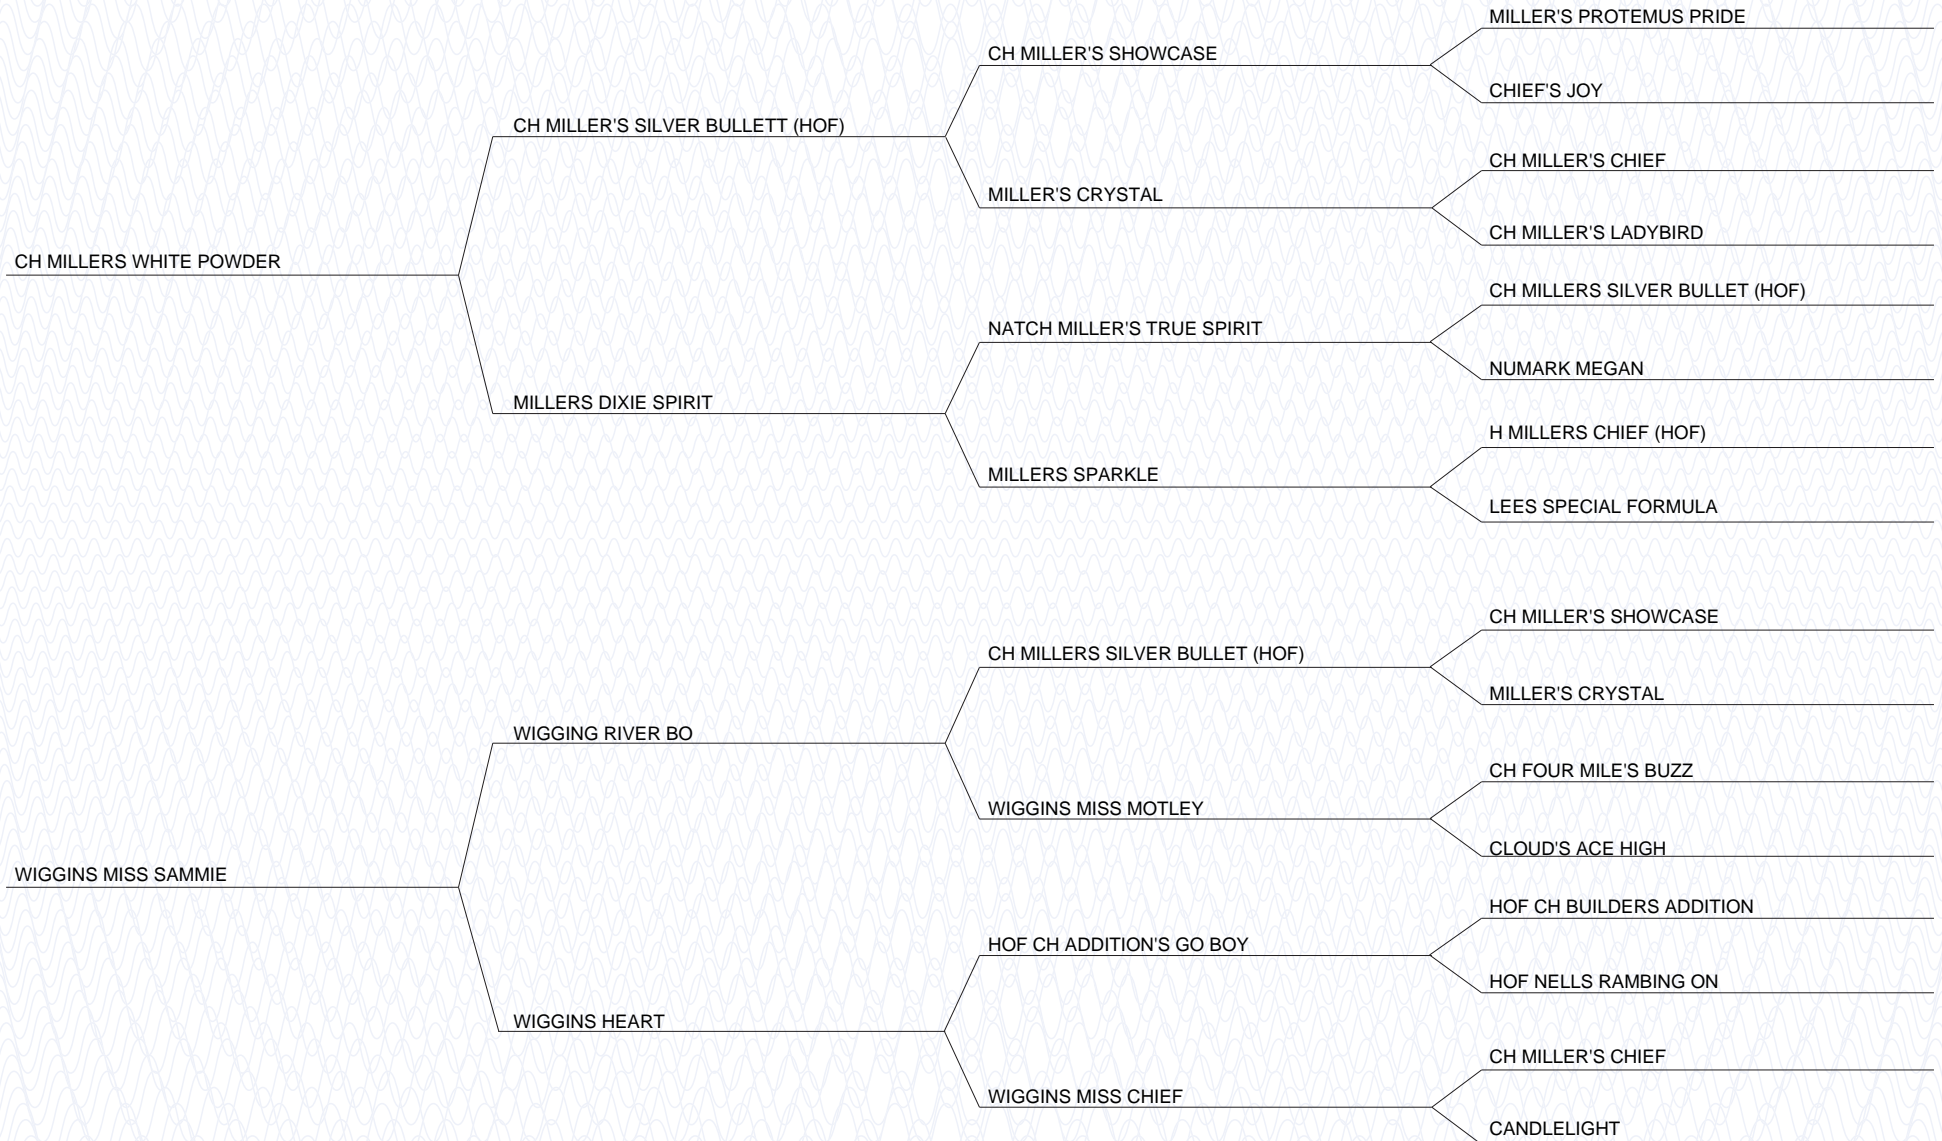 MILLER'S PROTEMUS PRIDE
CH MILLER'S SHOWCASE
CHIEF'S JOY
CH MILLER'S SILVER BULLETT (HOF)
CH MILLER'S CHIEF
MILLER'S CRYSTAL
CH MILLER'S LADYBIRD
CH MILLERS WHITE POWDER
CH MILLERS SILVER BULLET (HOF)
NATCH MILLER'S TRUE SPIRIT
NUMARK MEGAN
MILLERS DIXIE SPIRIT
H MILLERS CHIEF (HOF)
MILLERS SPARKLE
LEES SPECIAL FORMULA
CH MILLER'S SHOWCASE
CH MILLERS SILVER BULLET (HOF)
MILLER'S CRYSTAL
WIGGING RIVER BO
CH FOUR MILE'S BUZZ
WIGGINS MISS MOTLEY
CLOUD'S ACE HIGH
WIGGINS MISS SAMMIE
HOF CH BUILDERS ADDITION
HOF CH ADDITION'S GO BOY
HOF NELLS RAMBING ON
WIGGINS HEART
CH MILLER'S CHIEF
WIGGINS MISS CHIEF
CANDLELIGHT